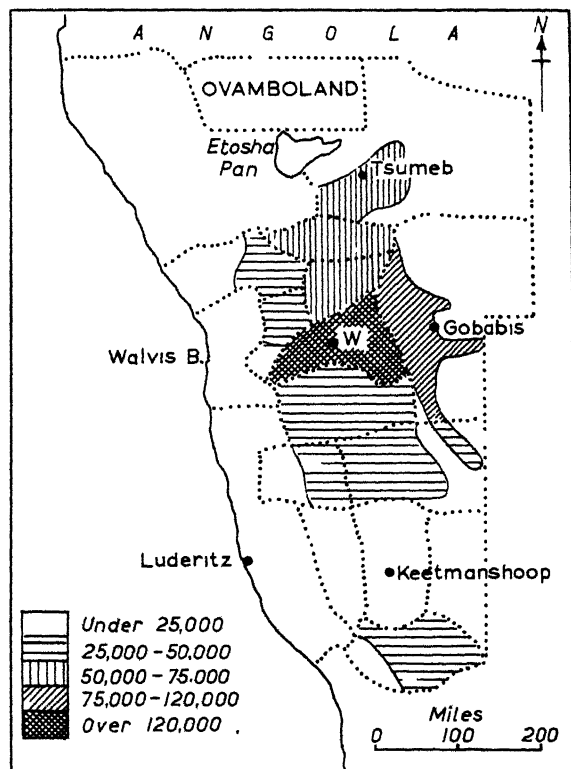 A N G O L A
N
OVAMBOLAND
Etosha
Pan
Tsumeb
Gobabis
W
Walvis B.
Luderitz
Keetmanshoop
Under 25,000
25,000-50,000
50,000-75.000
75,000-120,000
Over 120,000
Miles
0 100 200